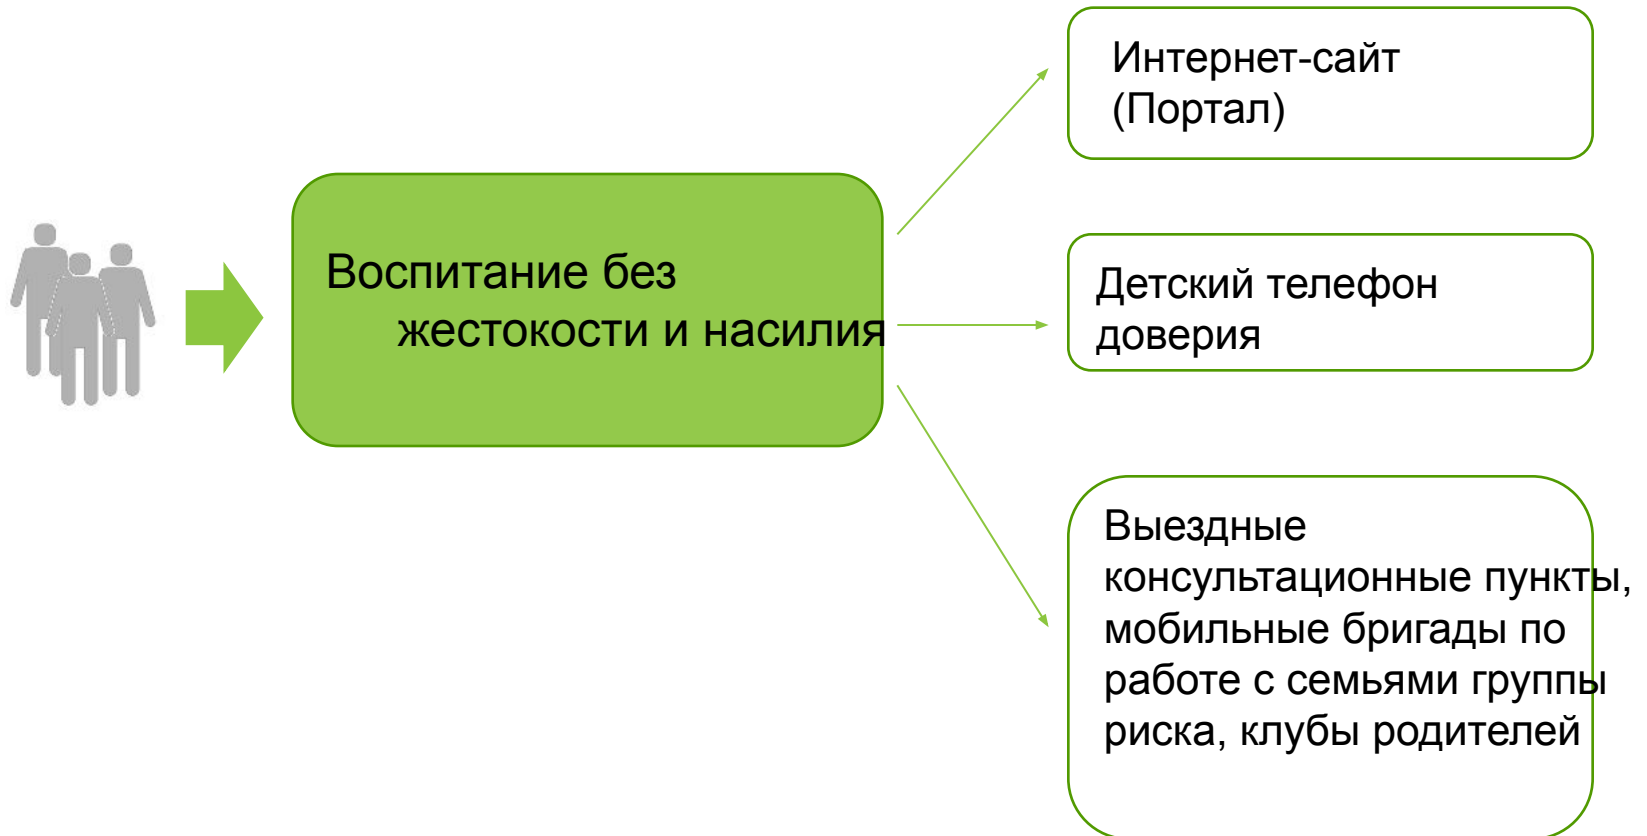 Интернет-сайт
(Портал)
Воспитание без
жестокости и насилия
Детский телефон
доверия
Выездные
консультационные пункты,
мобильные бригады по
работе с семьями группы
риска, клубы родителей